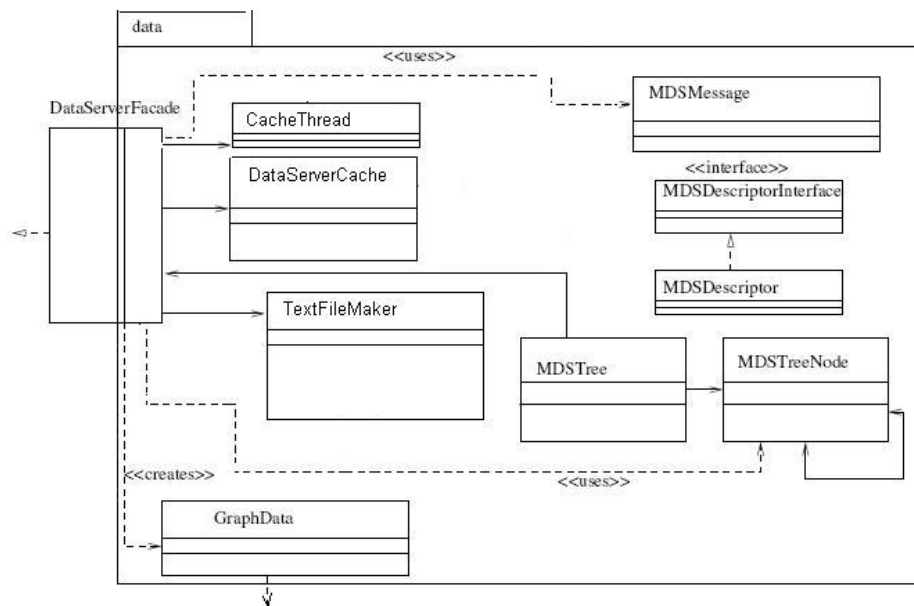 data
<<uses>>
MDSMessage
DataServerFacade
CacheThread
<<interface>>
DataServerCache
MDSDescriptorInterface
MDSDescriptor
TextFileMaker
MDSTree
MDSTreeNode
<<creates>>
<<uses>>
GraphData